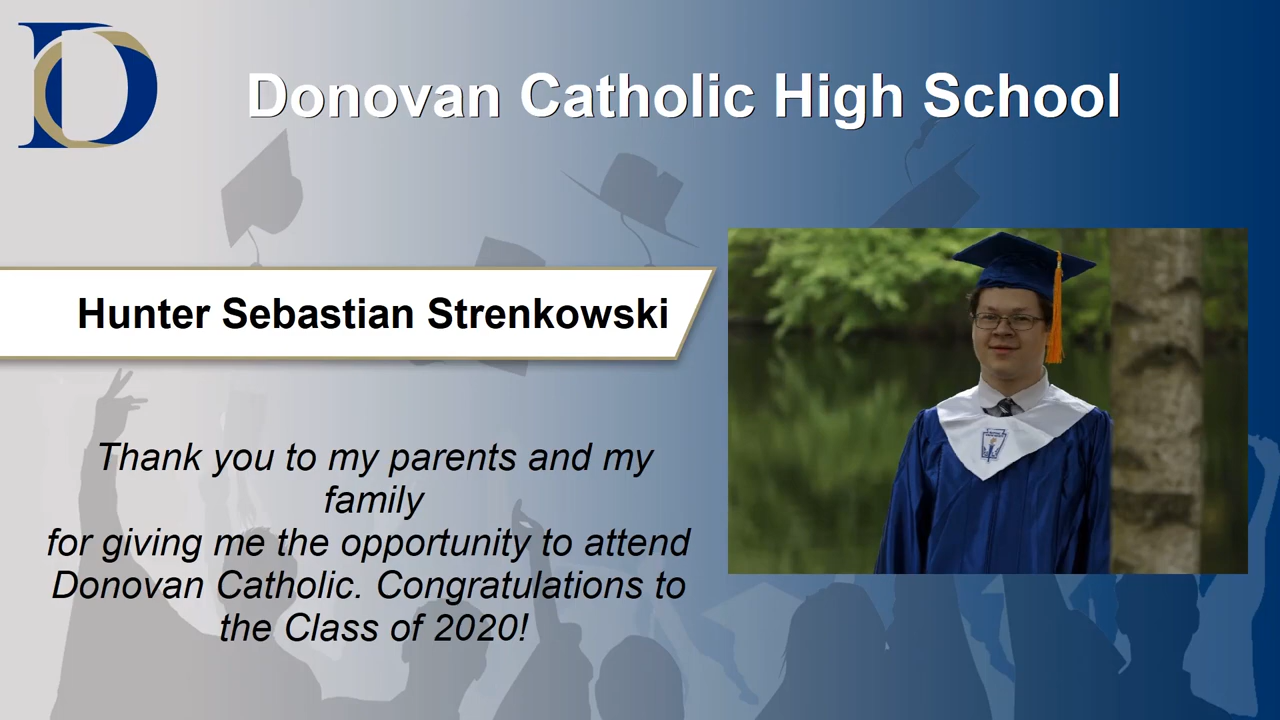 Donovan Catholic High School
Hunter Sebastian Strenkowski
Thank you to my parents and my
family
for giving me the opportunity to attend
Donovan Catholic. Congratulations to
the Class of 2020!